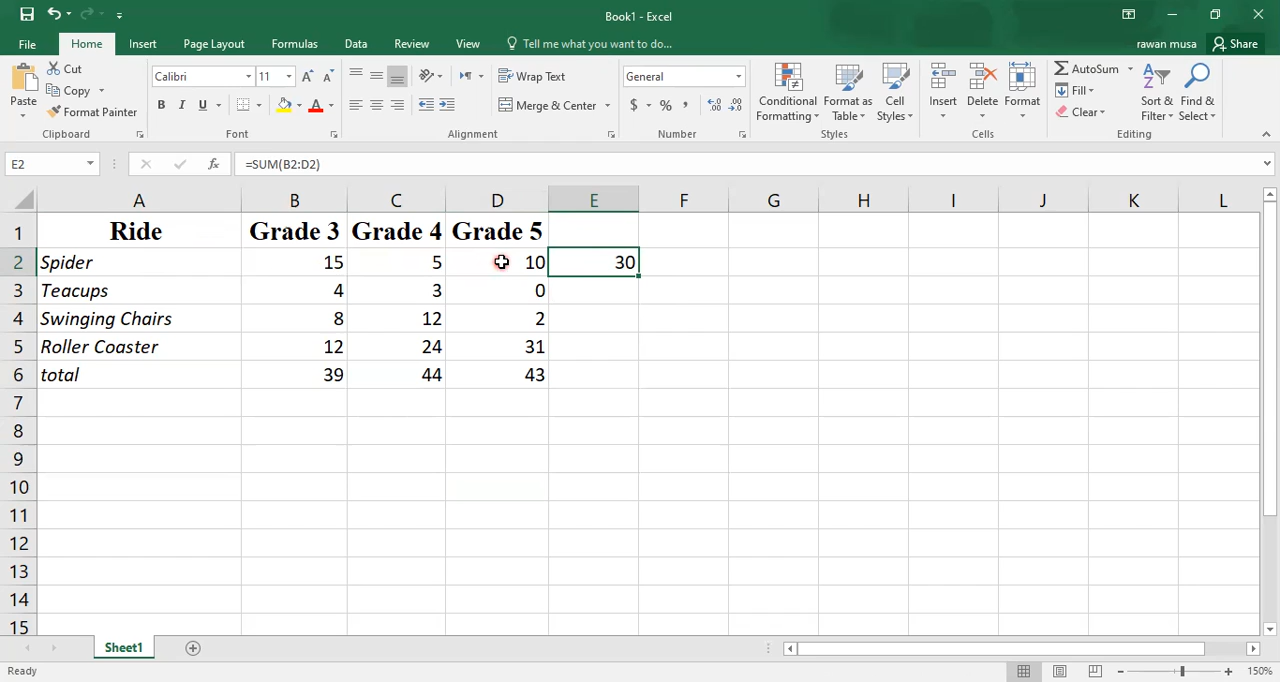 Book1 - Excel
File Home Insert Page Layout Formulas Data Review View Tell me what you want to do... rawan musa Share
Paste Cut Copy Format Painter Clipboard
Calibri 11 B I U A Font
Wrap Text Merge & Center Alignment
General $ % , Number
Conditional Formatting Format as Table Cell Styles Styles
Insert Delete Format Cells
AutoSum Fill Clear Sort & Filter Find & Select Editing
E2 fx =SUM(B2:D2)
A B C D E F G H I J K L
1 Ride Grade 3 Grade 4 Grade 5
2 Spider 15 5 10 30
3 Teacups 4 3 0
4 Swinging Chairs 8 12 2
5 Roller Coaster 12 24 31
6 total 39 44 43
7
8
9
10
11
12
13
14
15
Sheet1
Ready 150%